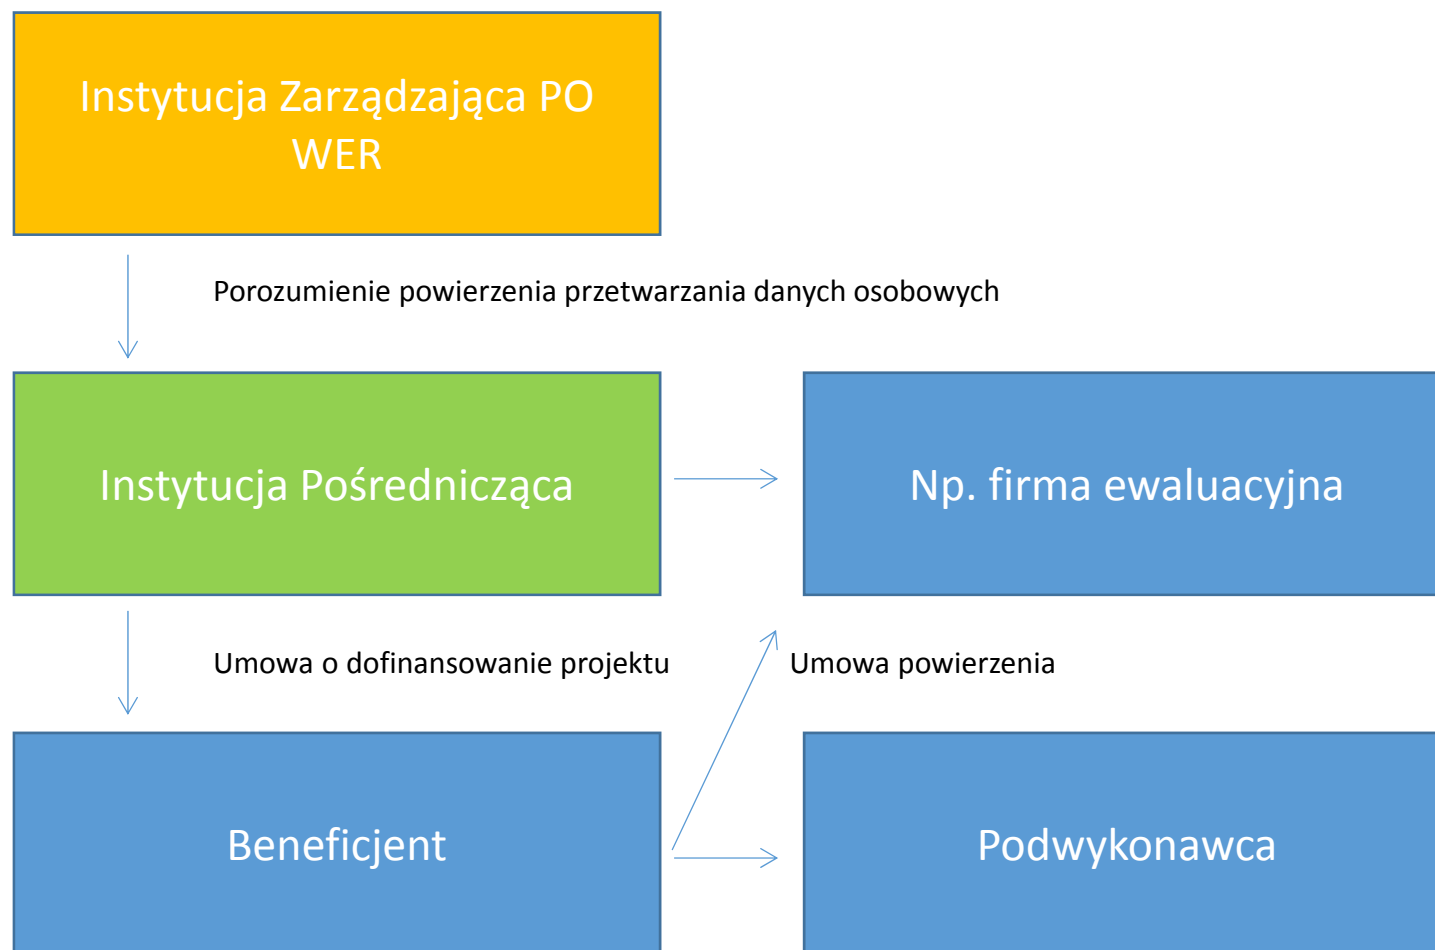 Instytucja Zarządzająca PO
WER
Porozumienie powierzenia przetwarzania danych osobowych
Instytucja Pośrednicząca
Np. firma ewaluacyjna
Umowa o dofinansowanie projektu
Umowa powierzenia
Beneficjent
Podwykonawca